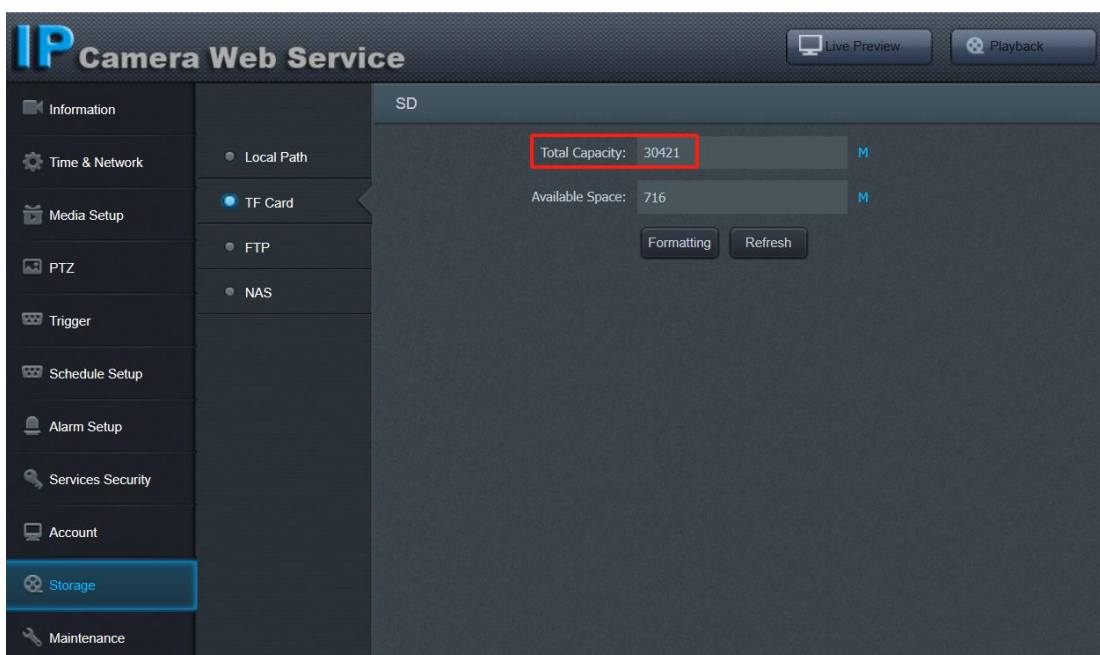 IP Camera Web Service
Live Preview
Playback
Information
Time & Network
Media Setup
PTZ
Trigger
Schedule Setup
Alarm Setup
Services Security
Account
Storage
Maintenance
Local Path
TF Card
FTP
NAS
SD
Total Capacity: 30421 M
Available Space: 716 M
Formatting Refresh